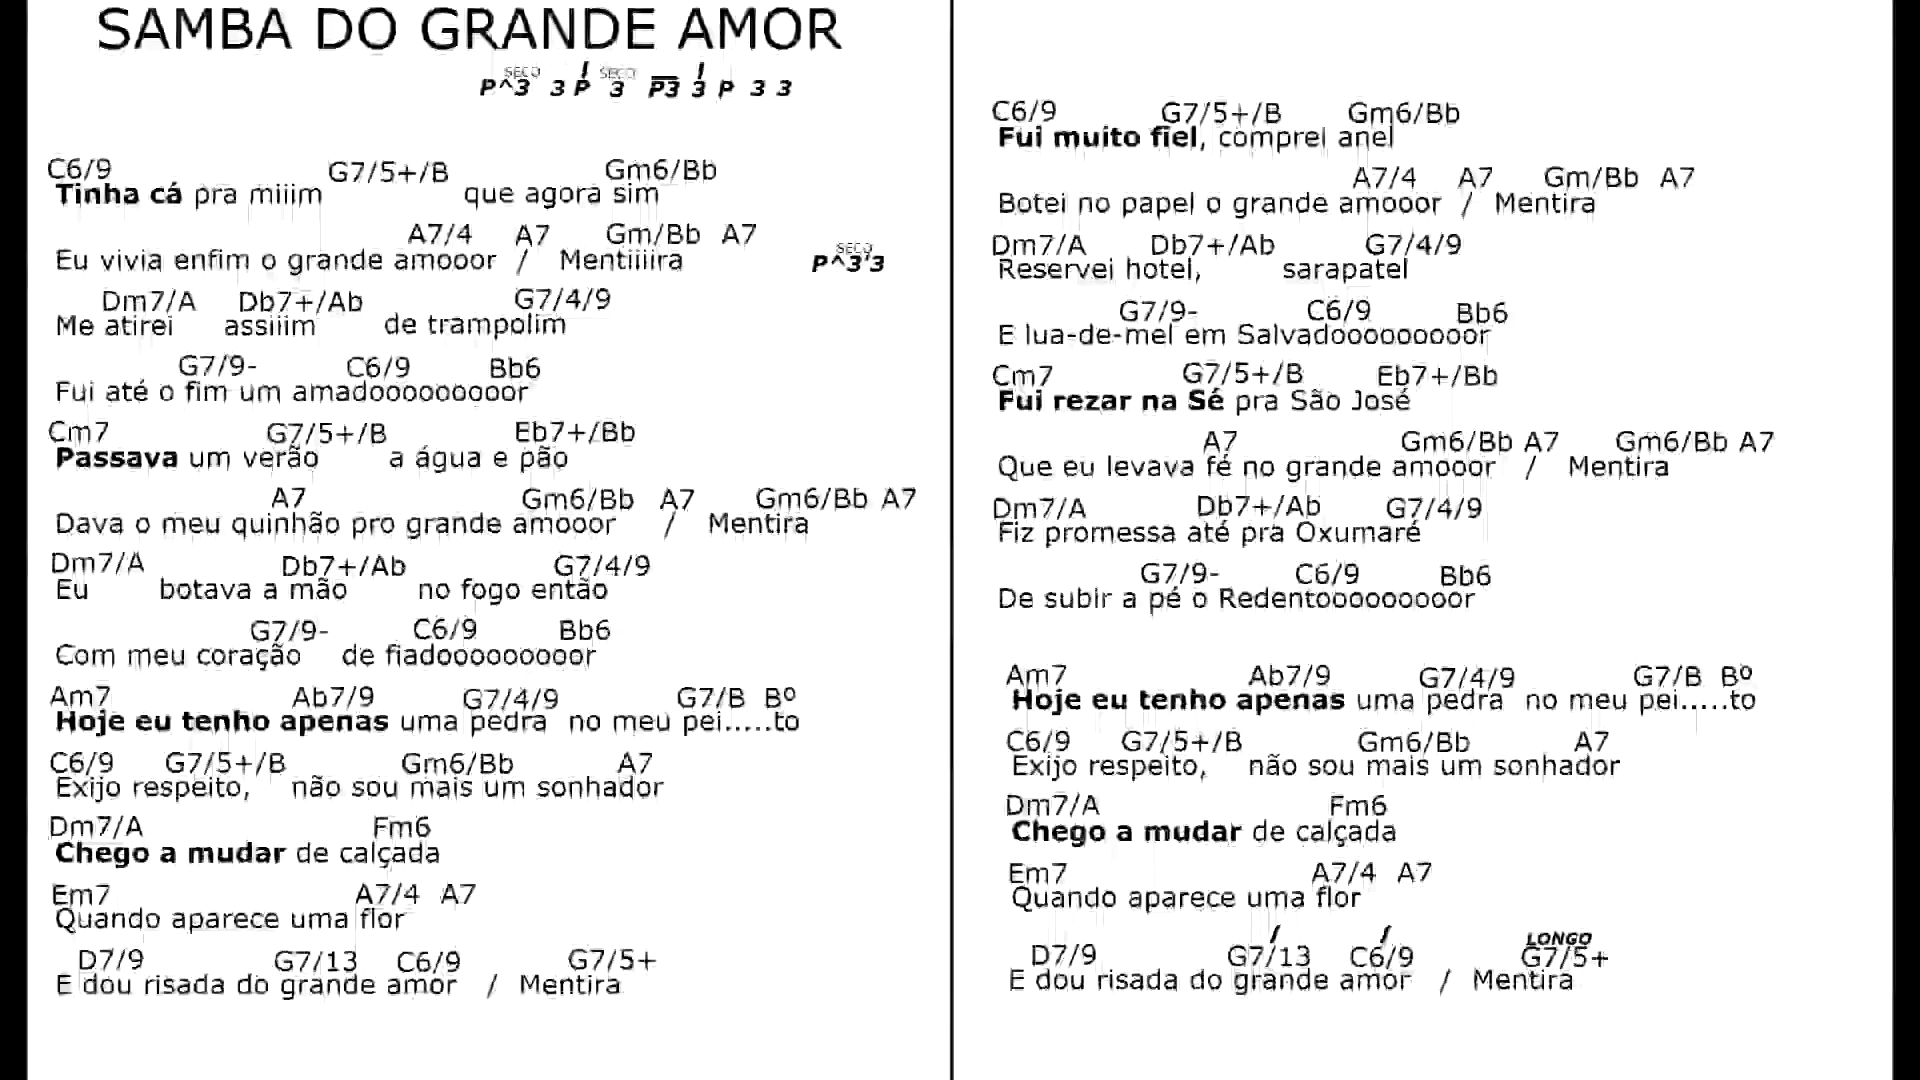 SAMBA DO GRANDE AMOR
SECO / SECO /
P^3 3 P 3 P3 3 P 3 3
C6/9 G7/5+/B Gm6/Bb
Tinha cá pra miiim que agora sim
A7/4 A7 Gm/Bb A7
Eu vivia enfim o grande amooor / Mentiiiira
SECO
P^3'3
Dm7/A Db7+/Ab G7/4/9
Me atirei assiiim de trampolim
G7/9- C6/9 Bb6
Fui até o fim um amadooooooooor
Cm7 G7/5+/B Eb7+/Bb
Passava um verão a água e pão
A7 Gm6/Bb A7 Gm6/Bb A7
Dava o meu quinhão pro grande amooor / Mentira
Dm7/A Db7+/Ab G7/4/9
Eu botava a mão no fogo então
G7/9- C6/9 Bb6
Com meu coração de fiadooooooooor
Am7 Ab7/9 G7/4/9 G7/B Bº
Hoje eu tenho apenas uma pedra no meu pei.....to
C6/9 G7/5+/B Gm6/Bb A7
Exijo respeito, não sou mais um sonhador
Dm7/A Fm6
Chego a mudar de calçada
Em7 A7/4 A7
Quando aparece uma flor
D7/9 G7/13 C6/9 G7/5+
E dou risada do grande amor / Mentira
C6/9 G7/5+/B Gm6/Bb
Fui muito fiel, comprei anel
A7/4 A7 Gm/Bb A7
Botei no papel o grande amooor / Mentira
Dm7/A Db7+/Ab G7/4/9
Reservei hotel, sarapatel
G7/9- C6/9 Bb6
E lua-de-mel em Salvadooooooooor
Cm7 G7/5+/B Eb7+/Bb
Fui rezar na Sé pra São José
A7 Gm6/Bb A7 Gm6/Bb A7
Que eu levava fé no grande amooor / Mentira
Dm7/A Db7+/Ab G7/4/9
Fiz promessa até pra Oxumaré
G7/9- C6/9 Bb6
De subir a pé o Redentooooooooor
Am7 Ab7/9 G7/4/9 G7/B Bº
Hoje eu tenho apenas uma pedra no meu pei.....to
C6/9 G7/5+/B Gm6/Bb A7
Exijo respeito, não sou mais um sonhador
Dm7/A Fm6
Chego a mudar de calçada
Em7 A7/4 A7
Quando aparece uma flor
/ / LONGO
D7/9 G7/13 C6/9 G7/5+
E dou risada do grande amor / Mentira